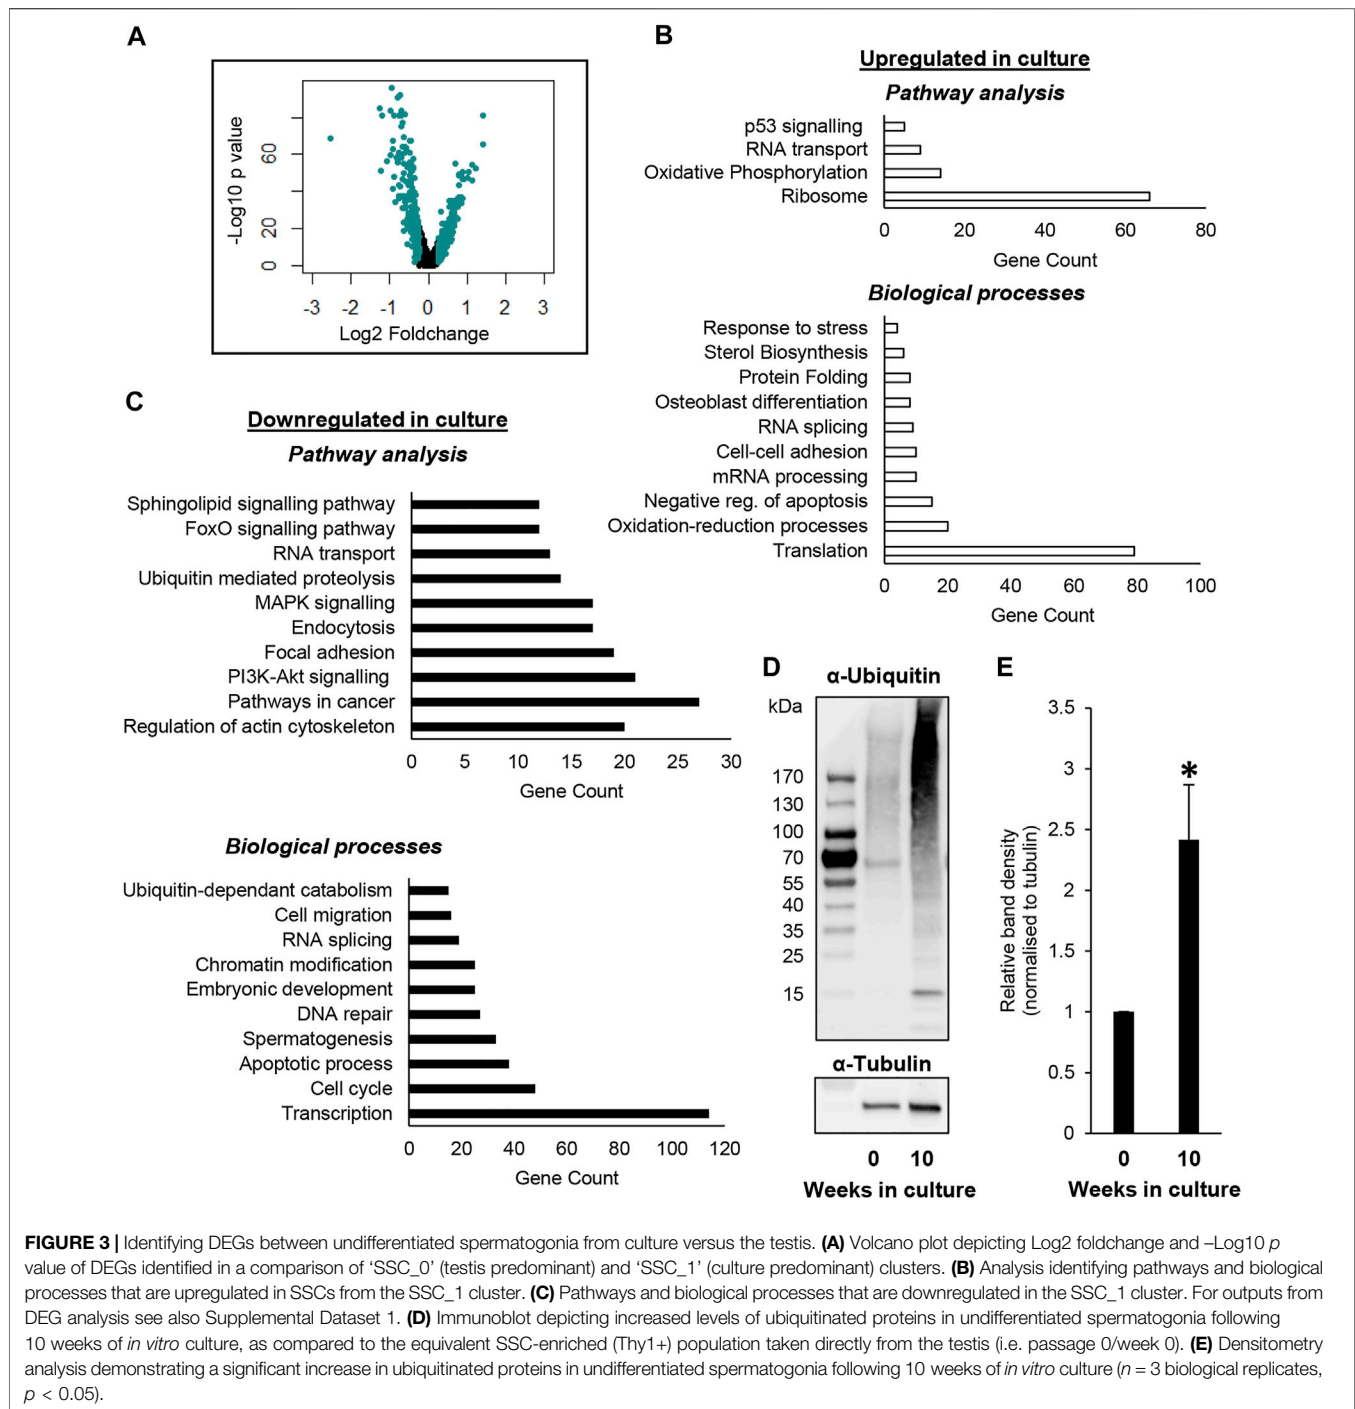 A
-Log10 p value
60
20
0
-3 -2 -1 0 1 2 3
Log2 Foldchange
B
Upregulated in culture
Pathway analysis
p53 signalling
RNA transport
Oxidative Phosphorylation
Ribosome
0 20 40 60 80
Gene Count
Biological processes
Response to stress
Sterol Biosynthesis
Protein Folding
Osteoblast differentiation
RNA splicing
Cell-cell adhesion
mRNA processing
Negative reg. of apoptosis
Oxidation-reduction processes
Translation
0 20 40 60 80 100
Gene Count
C
Downregulated in culture
Pathway analysis
Sphingolipid signalling pathway
FoxO signalling pathway
RNA transport
Ubiquitin mediated proteolysis
MAPK signalling
Endocytosis
Focal adhesion
PI3K-Akt signalling
Pathways in cancer
Regulation of actin cytoskeleton
0 5 10 15 20 25 30
Gene Count
Biological processes
Ubiquitin-dependant catabolism
Cell migration
RNA splicing
Chromatin modification
Embryonic development
DNA repair
Spermatogenesis
Apoptotic process
Cell cycle
Transcription
0 20 40 60 80 100 120
Gene Count
D
α-Ubiquitin
kDa
170
130
100
70
55
40
35
25
15
α-Tubulin
0 10
Weeks in culture
E
Relative band density
(normalised to tubulin)
3.5
3
2.5
2
1.5
1
0.5
0
*
0 10
Weeks in culture
FIGURE 3 | Identifying DEGs between undifferentiated spermatogonia from culture versus the testis. (A) Volcano plot depicting Log2 foldchange and –Log10 p
value of DEGs identified in a comparison of ‘SSC_0’ (testis predominant) and ‘SSC_1’ (culture predominant) clusters. (B) Analysis identifying pathways and biological
processes that are upregulated in SSCs from the SSC_1 cluster. (C) Pathways and biological processes that are downregulated in the SSC_1 cluster. For outputs from
DEG analysis see also Supplemental Dataset 1. (D) Immunoblot depicting increased levels of ubiquitinated proteins in undifferentiated spermatogonia following
10 weeks of in vitro culture, as compared to the equivalent SSC-enriched (Thy1+) population taken directly from the testis (i.e. passage 0/week 0). (E) Densitometry
analysis demonstrating a significant increase in ubiquitinated proteins in undifferentiated spermatogonia following 10 weeks of in vitro culture (n = 3 biological replicates,
p < 0.05).